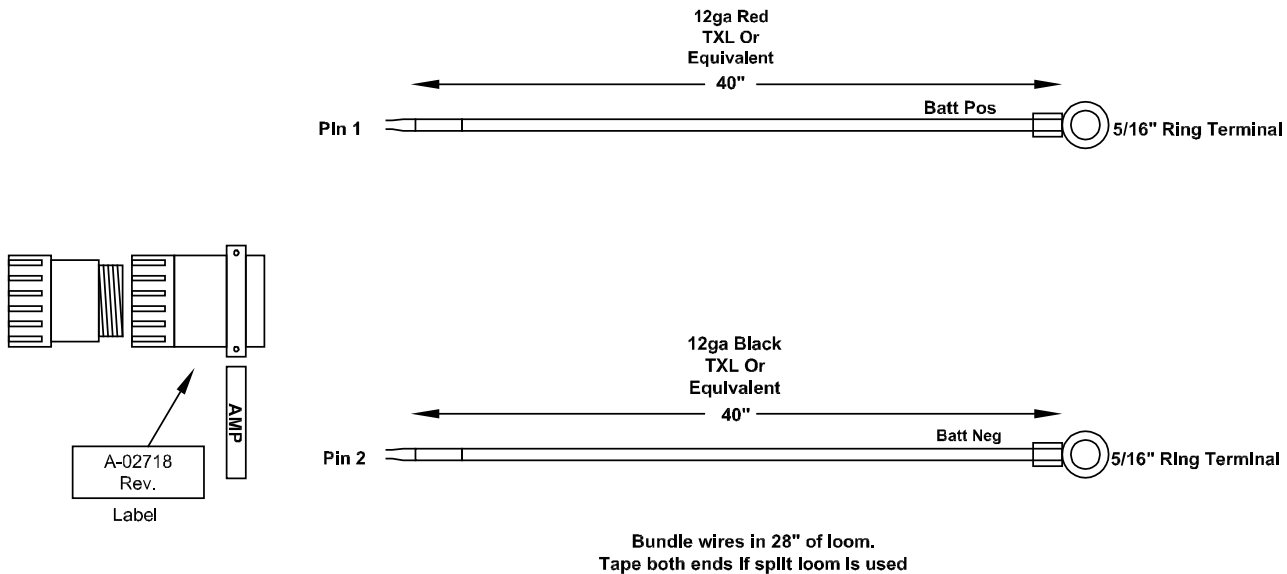 12ga Red
TXL Or
Equivalent
40"
Batt Pos
Pin 1
5/16" Ring Terminal
12ga Black
TXL Or
Equivalent
40"
AMP
Batt Neg
Pin 2
5/16" Ring Terminal
A-02718
Rev.
Label
Bundle wires in 28" of loom.
Tape both ends if split loom is used